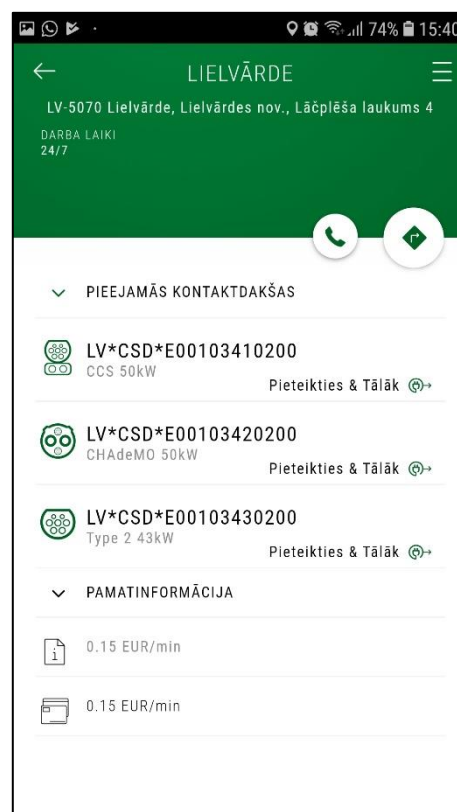 74% 15:40
LIELVĀRDE
LV-5070 Lielvārde, Lielvārdes nov., Lāčplēša laukums 4
DARBA LAIKI
24/7
PIEEJAMĀS KONTAKTDAKŠAS
LV*CSD*E00103410200
CCS 50kW
Pieteikties & Tālāk
LV*CSD*E00103420200
CHAdeMO 50kW
Pieteikties & Tālāk
LV*CSD*E00103430200
Type 2 43kW
Pieteikties & Tālāk
PAMATINFORMĀCIJA
0.15 EUR/min
0.15 EUR/min